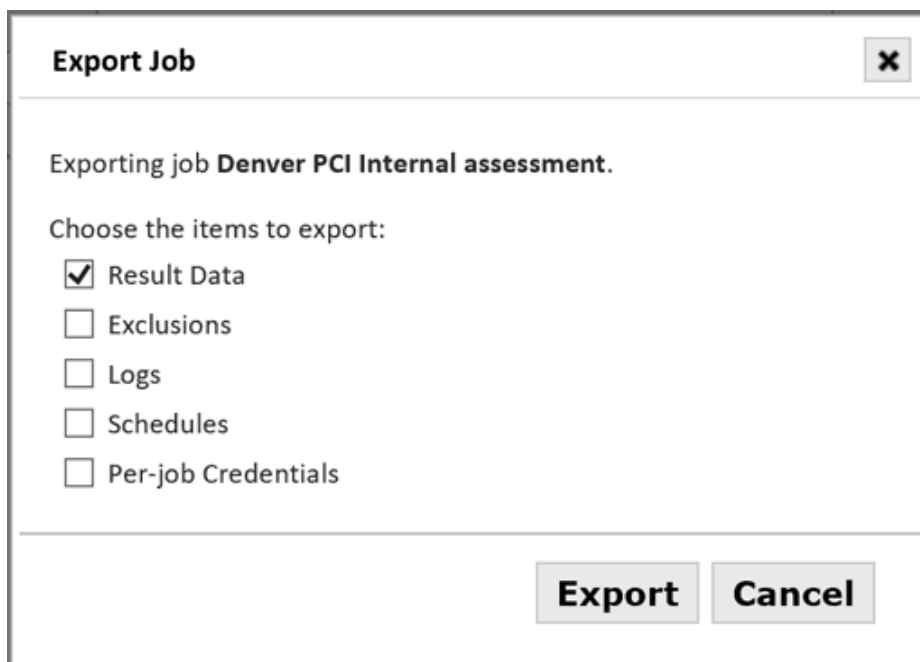 Export Job
Exporting job Denver PCI Internal assessment.
Choose the items to export:
Result Data
Exclusions
Logs
Schedules
Per-job Credentials
Export Cancel